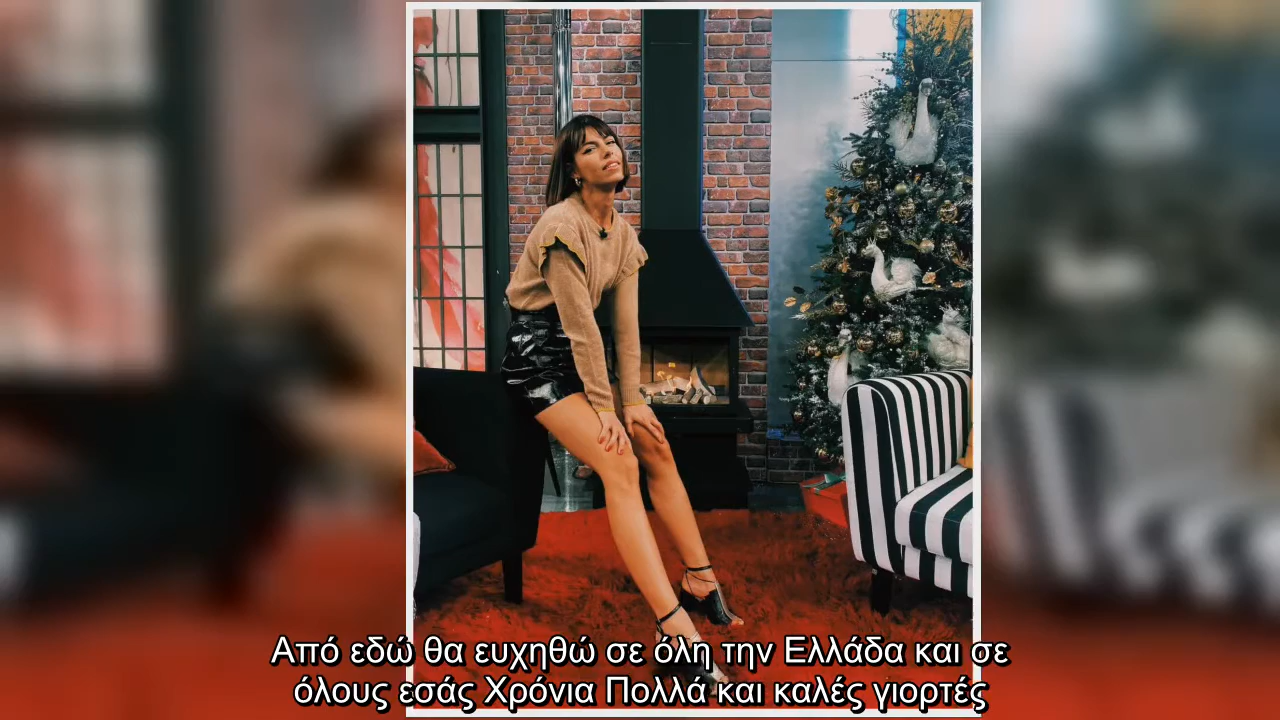 Από εδώ θα ευχηθώ σε όλη την Ελλάδα και σε
όλους εσάς Χρόνια Πολλά και καλές γιορτές